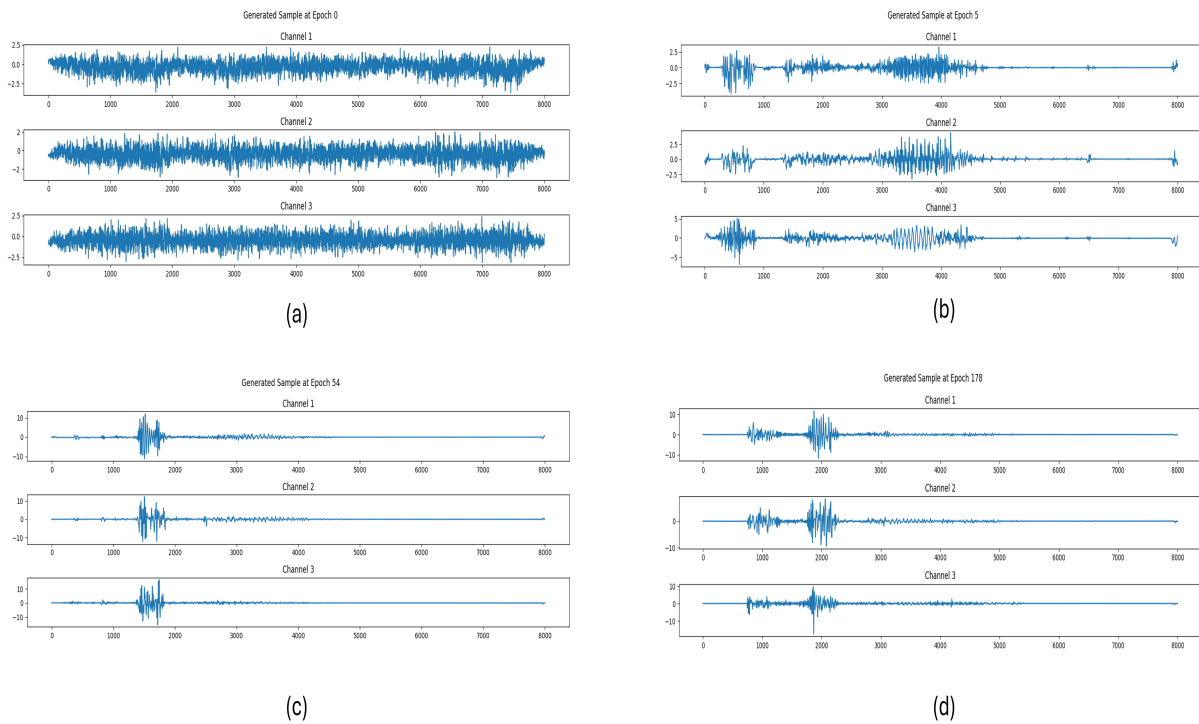 Generated Sample at Epoch 0
Channel 1
2.5
0.0
−2.5
0 1000 2000 3000 4000 5000 6000 7000 8000
Channel 2
2
0
−2
0 1000 2000 3000 4000 5000 6000 7000 8000
Channel 3
2.5
0.0
−2.5
0 1000 2000 3000 4000 5000 6000 7000 8000
(a)
Generated Sample at Epoch 5
Channel 1
2.5
0.0
−2.5
0 1000 2000 3000 4000 5000 6000 7000 8000
Channel 2
2.5
0.0
−2.5
0 1000 2000 3000 4000 5000 6000 7000 8000
Channel 3
5
0
−5
0 1000 2000 3000 4000 5000 6000 7000 8000
(b)
Generated Sample at Epoch 54
Channel 1
10
0
−10
0 1000 2000 3000 4000 5000 6000 7000 8000
Channel 2
10
0
−10
0 1000 2000 3000 4000 5000 6000 7000 8000
Channel 3
10
0
−10
0 1000 2000 3000 4000 5000 6000 7000 8000
(c)
Generated Sample at Epoch 178
Channel 1
10
0
−10
0 1000 2000 3000 4000 5000 6000 7000 8000
Channel 2
0
−10
0 1000 2000 3000 4000 5000 6000 7000 8000
Channel 3
10
0
−10
0 1000 2000 3000 4000 5000 6000 7000 8000
(d)